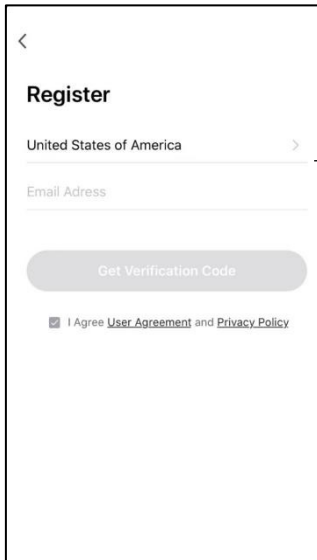 Register
United States of America
Email Adress
Get Verification Code
I Agree User Agreement and Privacy Policy